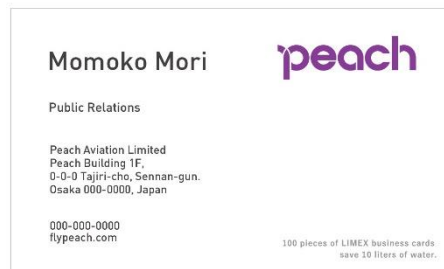 Momoko Mori
peach
Public Relations
Peach Aviation Limited
Peach Building 1F,
0-0-0 Tajiri-cho, Sennan-gun.
Osaka 000-0000, Japan
000-000-0000
flypeach.com
100 pieces of LIMEX business cards
save 10 liters of water.